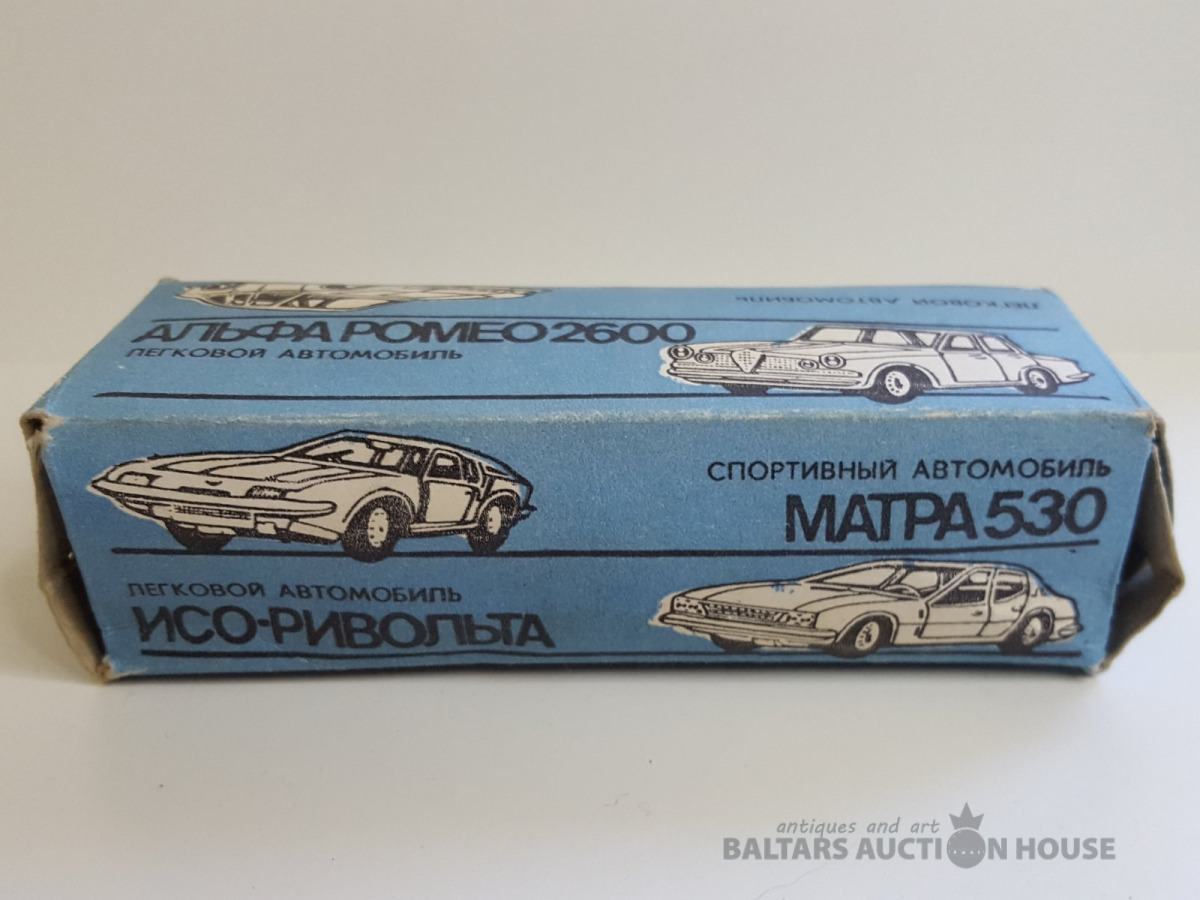 ЛЕГКОВОЙ АВТОМОБИЛЬ
АЛЬФА РОМЕО 2600
ЛЕГКОВОЙ АВТОМОБИЛЬ
СПОРТИВНЫЙ АВТОМОБИЛЬ
МАТРА 530
ЛЕГКОВОЙ АВТОМОБИЛЬ
ИСО-РИВОЛЬТА
antiques and art
BALTARS AUCTION HOUSE